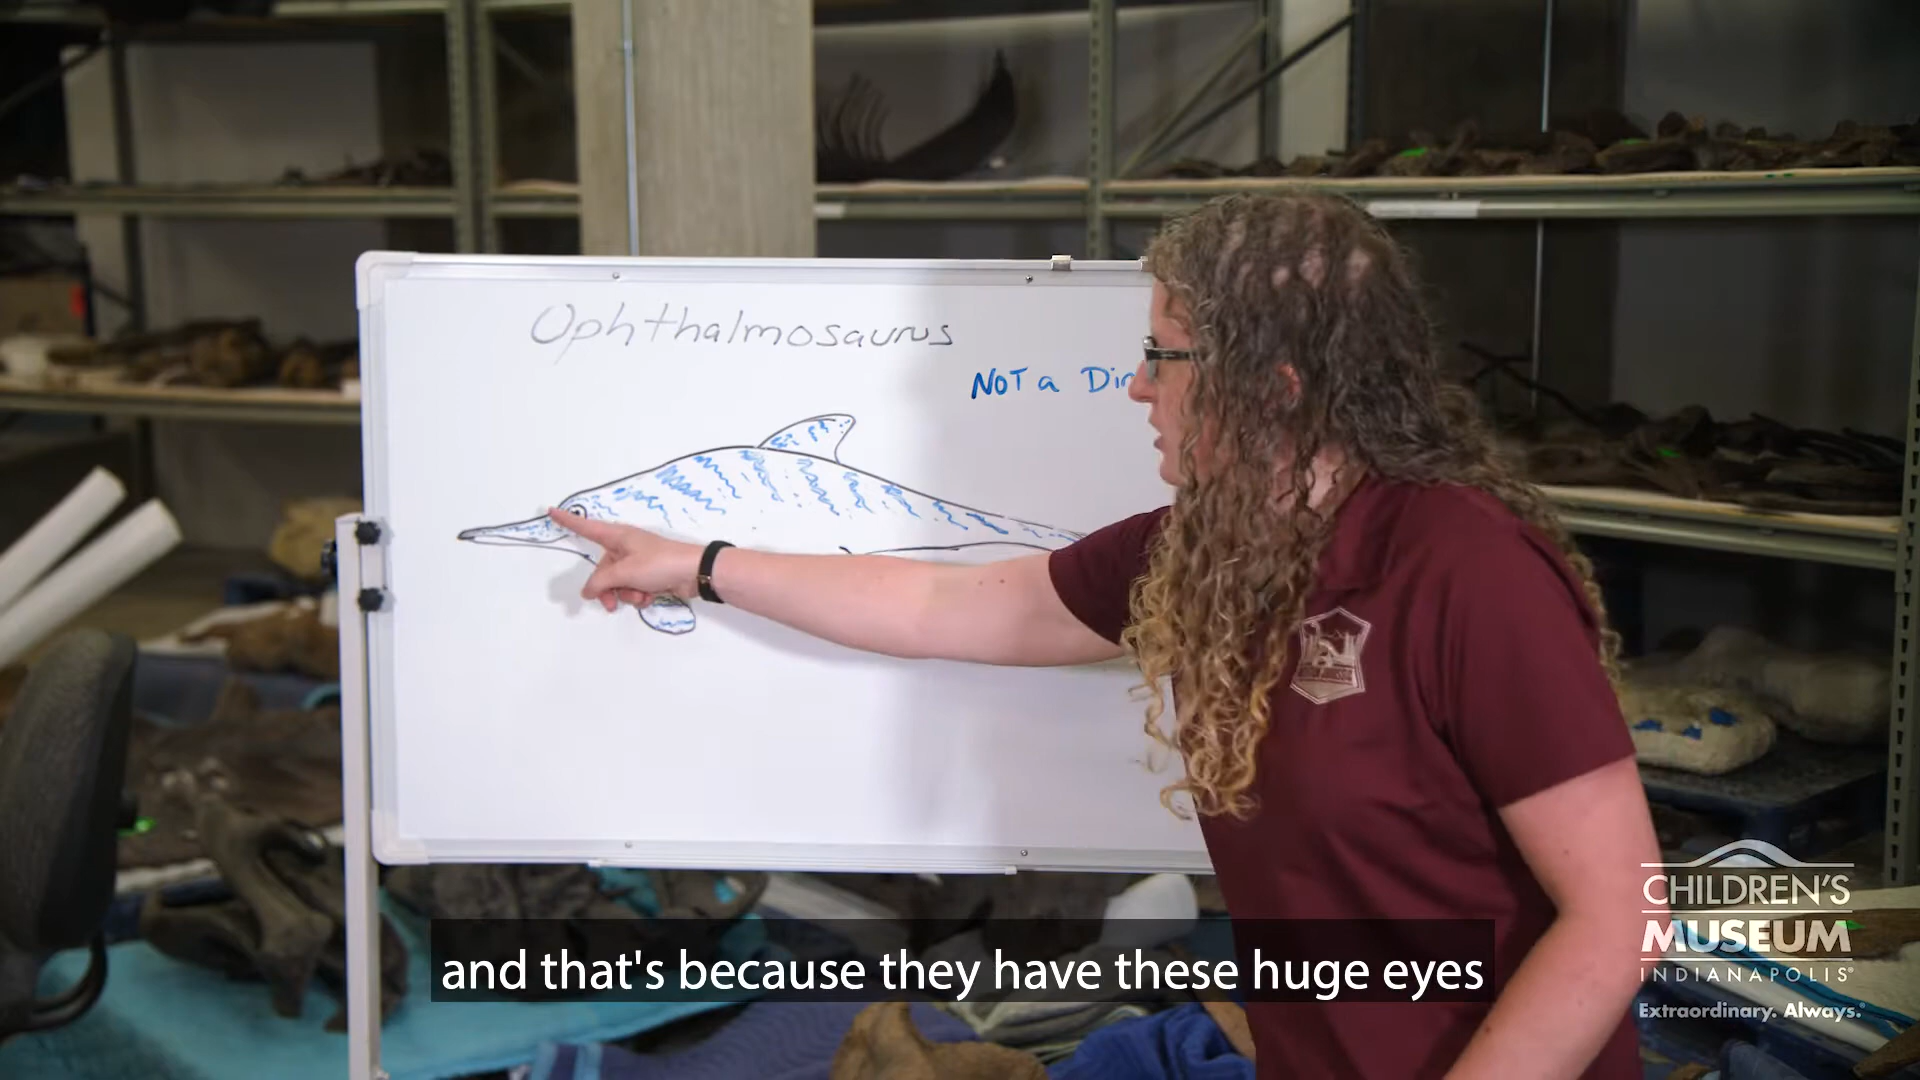 Ophthalmosaurus
NOT a Din
and that's because they have these huge eyes
CHILDREN'S
MUSEUM
INDIANAPOLIS®
Extraordinary. Always.®